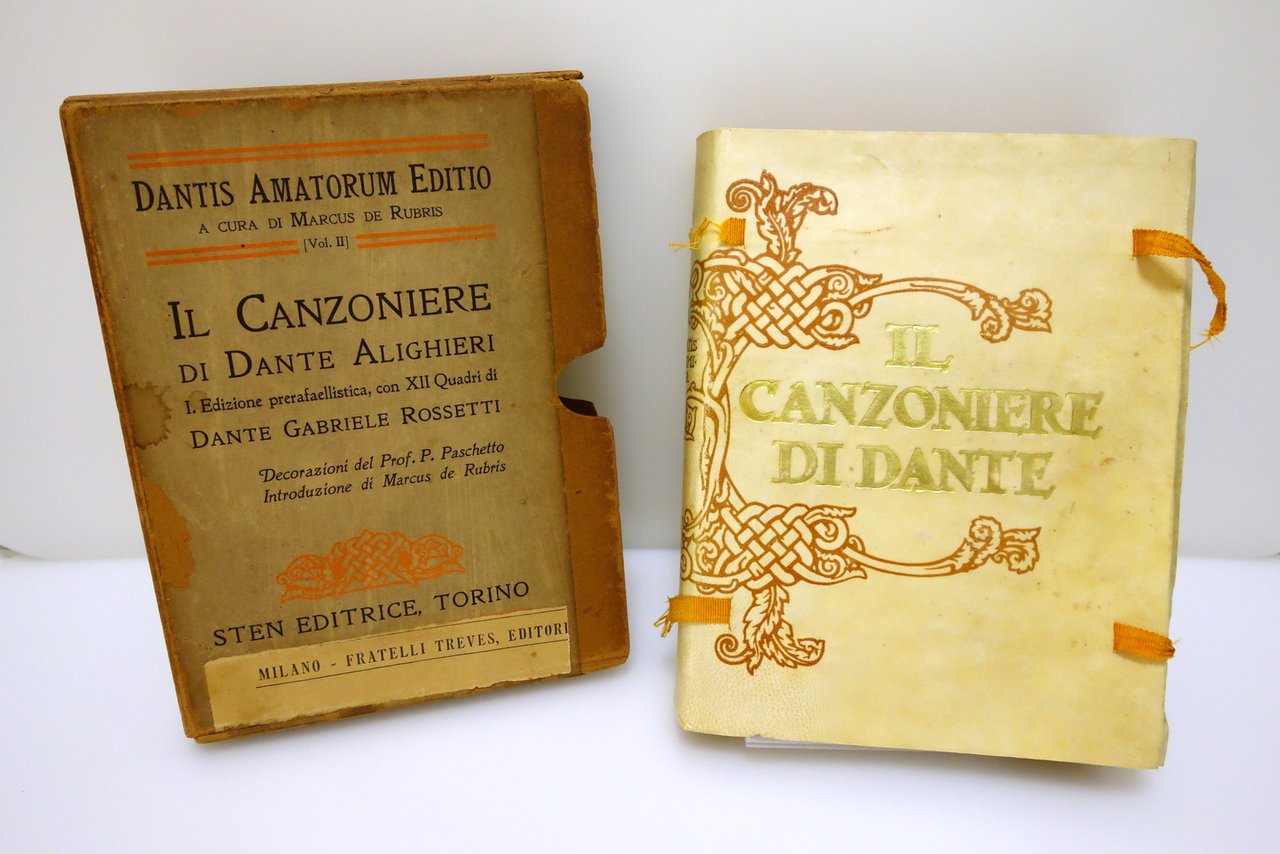 DANTIS AMATORUM EDITIO
A CURA DI MARCUS DE RUBRIS
[Vol. II]
IL CANZONIERE
DI DANTE ALIGHIERI
I. Edizione prerafaellistica, con XII Quadri di
DANTE GABRIELE ROSSETTI
Decorazioni del Prof. P. Paschetto
Introduzione di Marcus de Rubris
STEN EDITRICE, TORINO
MILANO - FRATELLI TREVES, EDITORI
IL
CANZONIERE
DI DANTE